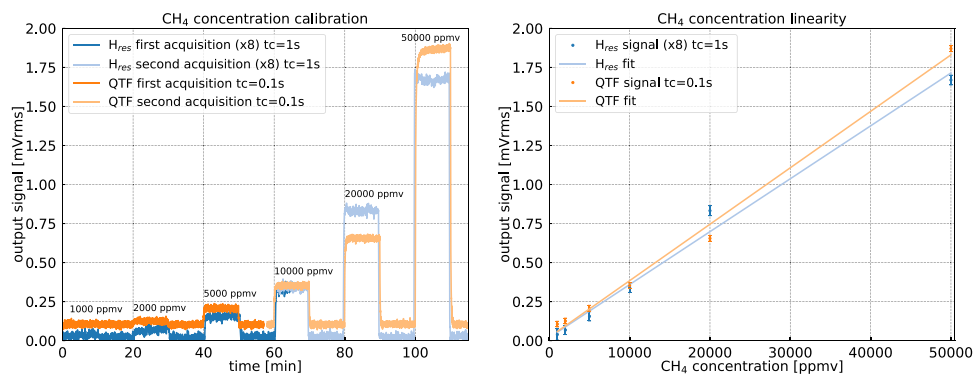 CH₄ concentration calibration
output signal [mVrms]
2.00
1.75
1.50
1.25
1.00
0.75
0.50
0.25
0.00
H_res first acquisition (x8) tc=1s
H_res second acquisition (x8) tc=1s
QTF first acquisition tc=0.1s
QTF second acquisition tc=0.1s
50000 ppmv
20000 ppmv
10000 ppmv
5000 ppmv
2000 ppmv
1000 ppmv
0 20 40 60 80 100
time [min]
CH₄ concentration linearity
output signal [mVrms]
2.00
1.75
1.50
1.25
1.00
0.75
0.50
0.25
0.00
H_res signal (x8) tc=1s
H_res fit
QTF signal tc=0.1s
QTF fit
10000 20000 30000 40000 50000
CH₄ concentration [ppmv]